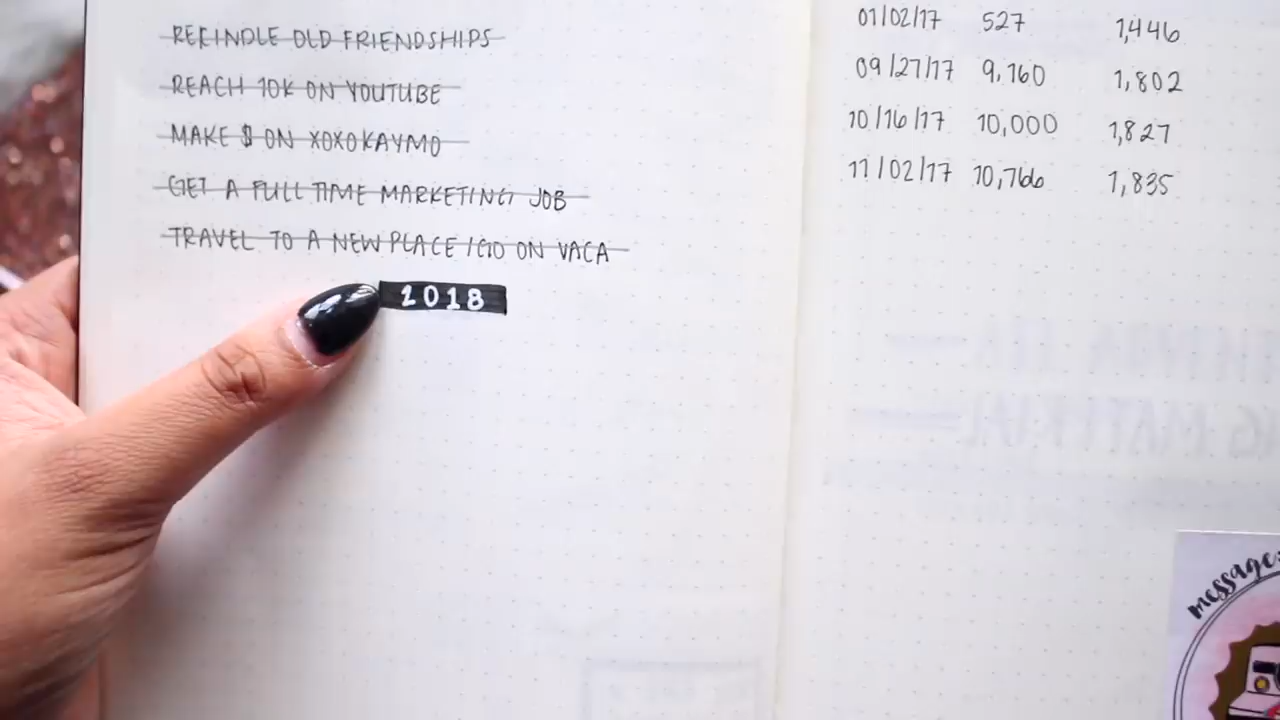 REKINDLE OLD FRIENDSHIPS
REACH 10K ON YOUTUBE
MAKE $ ON XOXOKAYMO
GET A FULL TIME MARKETING JOB
TRAVEL TO A NEW PLACE / GO ON VACA
2018
01/02/17 527 1,446
09/27/17 9,760 1,802
10/16/17 10,000 1,827
11/02/17 10,766 1,835
message